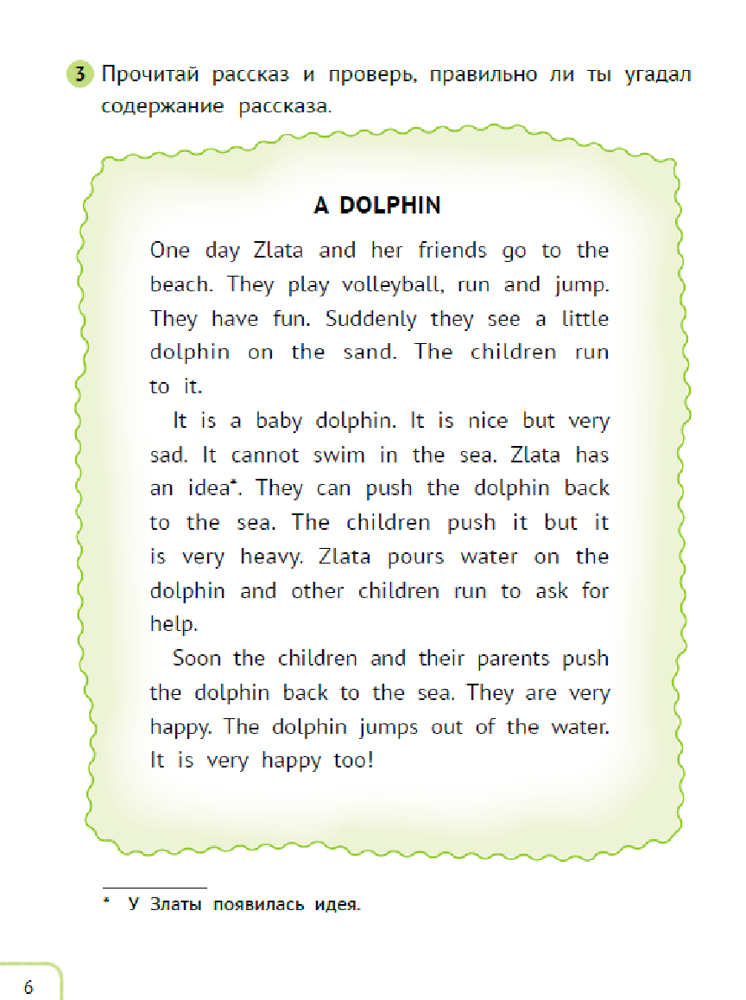 3 Прочитай рассказ и проверь, правильно ли ты угадал
содержание рассказа.
A DOLPHIN
One day Zlata and her friends go to the
beach. They play volleyball, run and jump.
They have fun. Suddenly they see a little
dolphin on the sand. The children run
to it.
It is a baby dolphin. It is nice but very
sad. It cannot swim in the sea. Zlata has
an idea*. They can push the dolphin back
to the sea. The children push it but it
is very heavy. Zlata pours water on the
dolphin and other children run to ask for
help.
Soon the children and their parents push
the dolphin back to the sea. They are very
happy. The dolphin jumps out of the water.
It is very happy too!
* У Златы появилась идея.
6